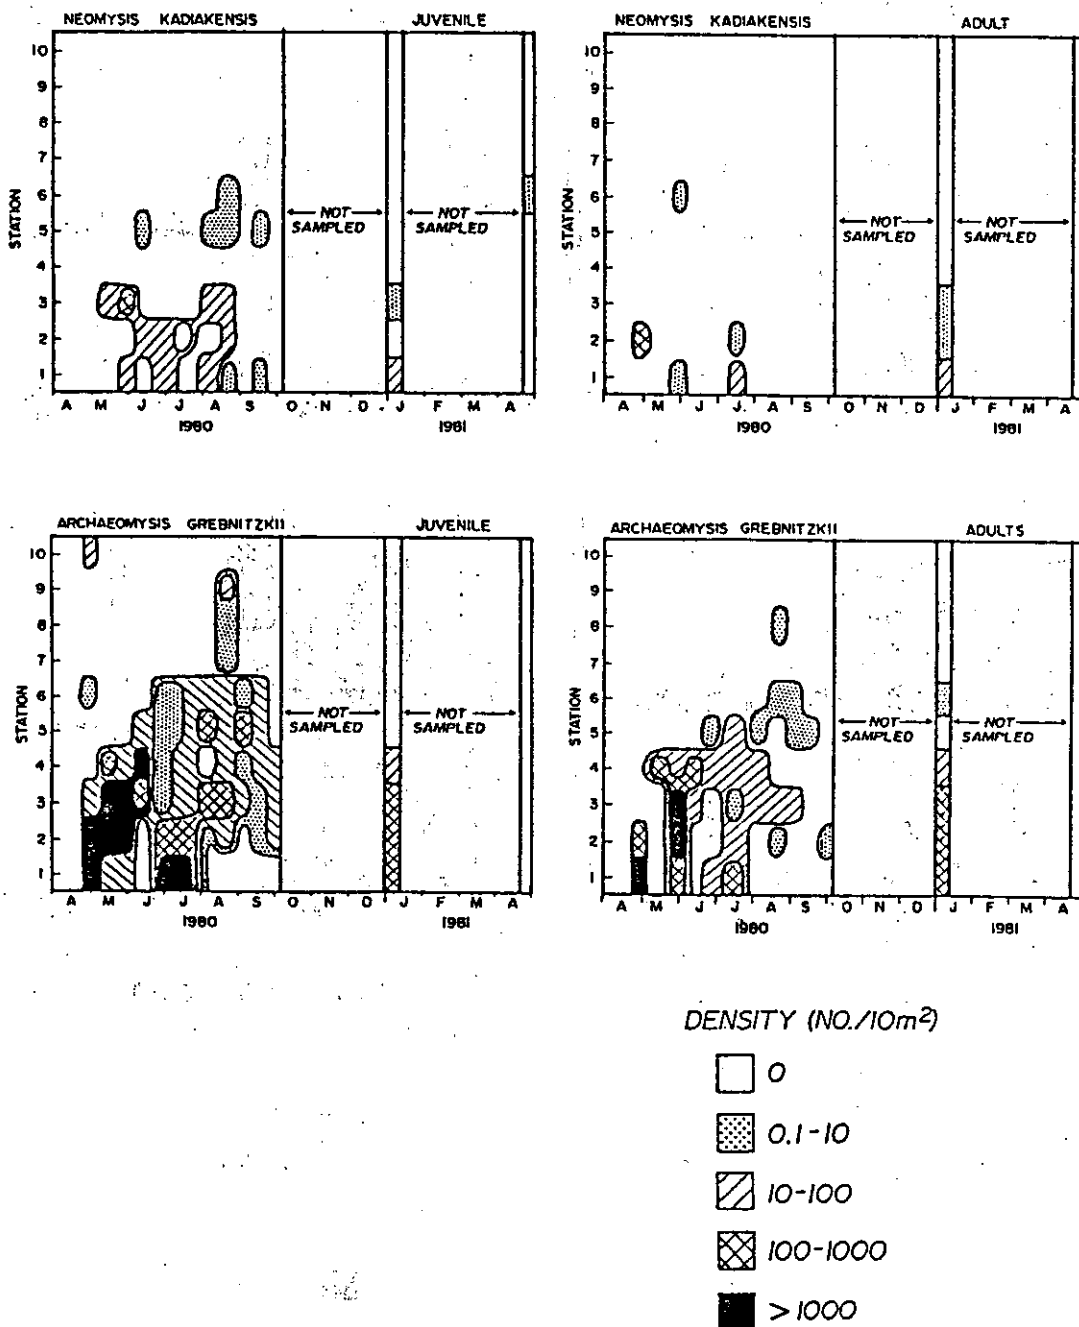 NEOMYSIS KADIAKENSIS JUVENILE
10
9
8
7
6
5
4
3
2
1
STATION
NOT SAMPLED
NOT SAMPLED
A M J J A S O N D J F M A
1980 1981
NEOMYSIS KADIAKENSIS ADULT
10
9
8
7
6
5
4
3
2
1
STATION
NOT SAMPLED
NOT SAMPLED
A M J J A S O N D J F M A
1980 1981
ARCHAEOMYSIS GREBNITZKII JUVENILE
10
9
8
7
6
5
4
3
2
1
STATION
NOT SAMPLED
NOT SAMPLED
A M J J A S O N D J F M A
1980 1981
ARCHAEOMYSIS GREBNITZKII ADULTS
10
9
8
7
6
5
4
3
2
1
STATION
NOT SAMPLED
NOT SAMPLED
A M J J A S O N D J F M A
1980 1981
DENSITY (NO./10m²)
0
0.1-10
10-100
100-1000
>1000